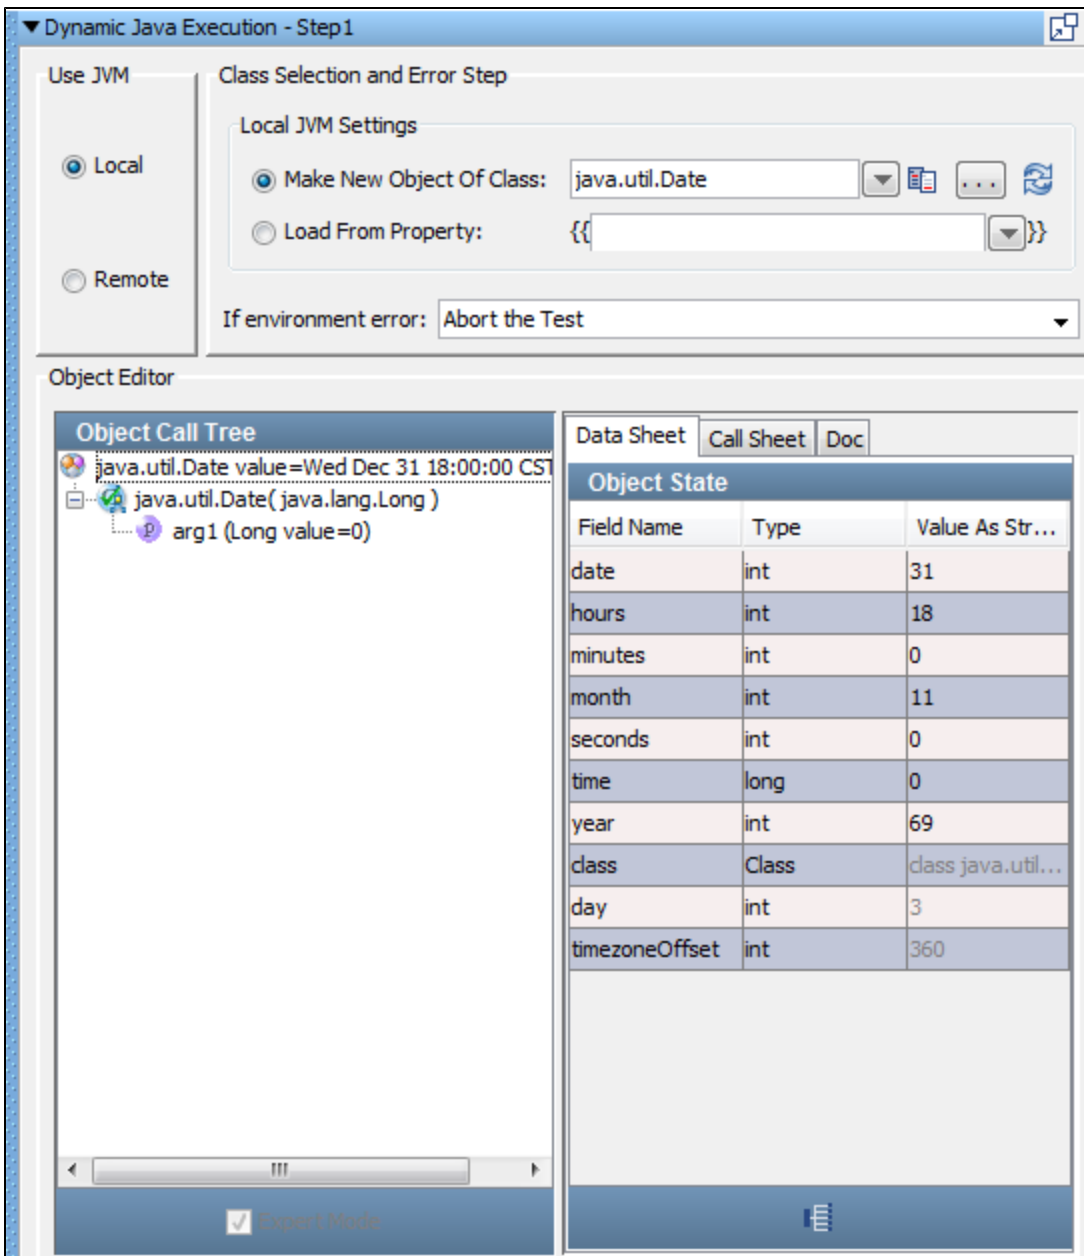 Dynamic Java Execution - Step1
Use JVM
Class Selection and Error Step
Local JVM Settings
Local
Make New Object Of Class: java.util.Date ...
Load From Property: {{ }}
Remote
If environment error: Abort the Test
Object Editor
Object Call Tree
java.util.Date value=Wed Dec 31 18:00:00 CST
java.util.Date( java.lang.Long )
p arg1 (Long value=0)
Data Sheet Call Sheet Doc
Object State
Field Name Type Value As Str...
date int 31
hours int 18
minutes int 0
month int 11
seconds int 0
time long 0
year int 69
class Class class java.util...
day int 3
timezoneOffset int 360
Expert Mode